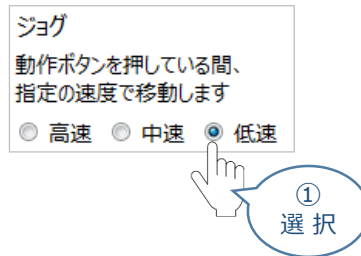 ジョグ
動作ボタンを押している間、
指定の速度で移動します
高速 中速 低速
①
選 択